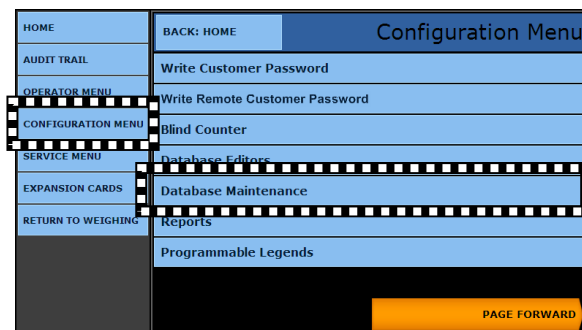 HOME
AUDIT TRAIL
OPERATOR MENU
CONFIGURATION MENU
SERVICE MENU
EXPANSION CARDS
RETURN TO WEIGHING
BACK: HOME
Configuration Menu
Write Customer Password
Write Remote Customer Password
Blind Counter
Database Editors
Database Maintenance
Reports
Programmable Legends
PAGE FORWARD